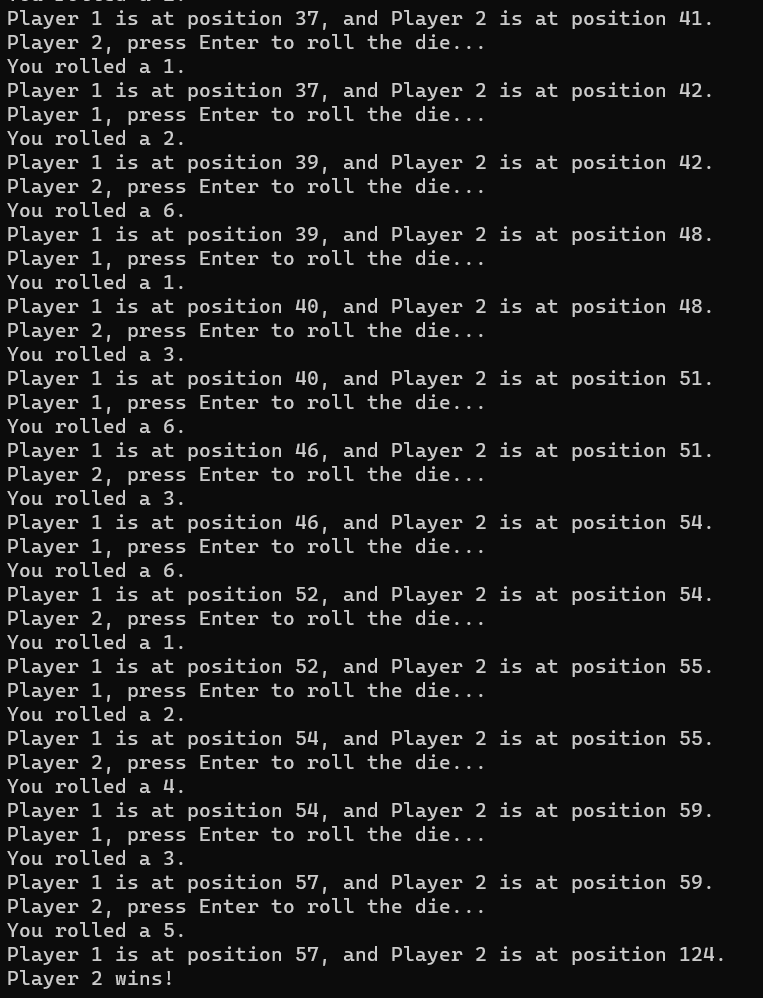 Player 1 is at position 37, and Player 2 is at position 41.
Player 2, press Enter to roll the die...
You rolled a 1.
Player 1 is at position 37, and Player 2 is at position 42.
Player 1, press Enter to roll the die...
You rolled a 2.
Player 1 is at position 39, and Player 2 is at position 42.
Player 2, press Enter to roll the die...
You rolled a 6.
Player 1 is at position 39, and Player 2 is at position 48.
Player 1, press Enter to roll the die...
You rolled a 1.
Player 1 is at position 40, and Player 2 is at position 48.
Player 2, press Enter to roll the die...
You rolled a 3.
Player 1 is at position 40, and Player 2 is at position 51.
Player 1, press Enter to roll the die...
You rolled a 6.
Player 1 is at position 46, and Player 2 is at position 51.
Player 2, press Enter to roll the die...
You rolled a 3.
Player 1 is at position 46, and Player 2 is at position 54.
Player 1, press Enter to roll the die...
You rolled a 6.
Player 1 is at position 52, and Player 2 is at position 54.
Player 2, press Enter to roll the die...
You rolled a 1.
Player 1 is at position 52, and Player 2 is at position 55.
Player 1, press Enter to roll the die...
You rolled a 2.
Player 1 is at position 54, and Player 2 is at position 55.
Player 2, press Enter to roll the die...
You rolled a 4.
Player 1 is at position 54, and Player 2 is at position 59.
Player 1, press Enter to roll the die...
You rolled a 3.
Player 1 is at position 57, and Player 2 is at position 59.
Player 2, press Enter to roll the die...
You rolled a 5.
Player 1 is at position 57, and Player 2 is at position 124.
Player 2 wins!